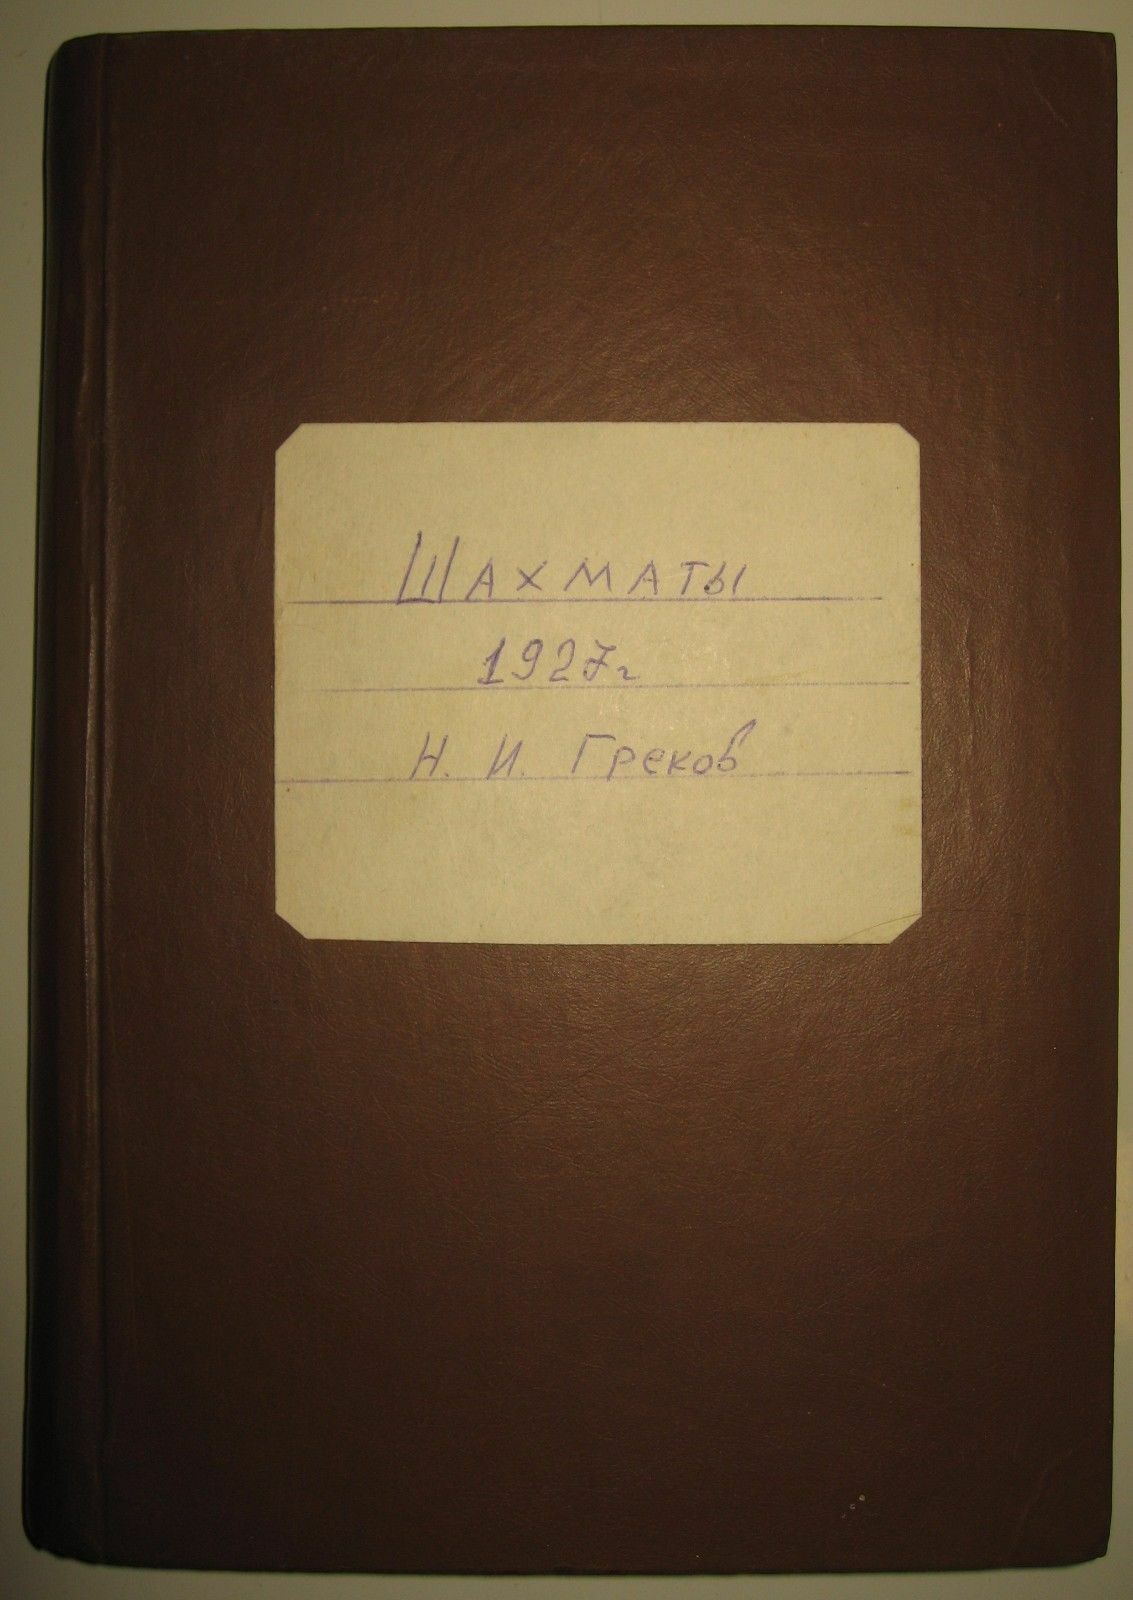 Шахматы
1927г
Н. И. Греков